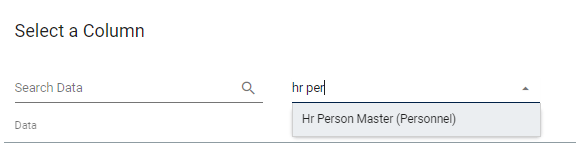 Select a Column
Search Data
hr per
Hr Person Master (Personnel)
Data